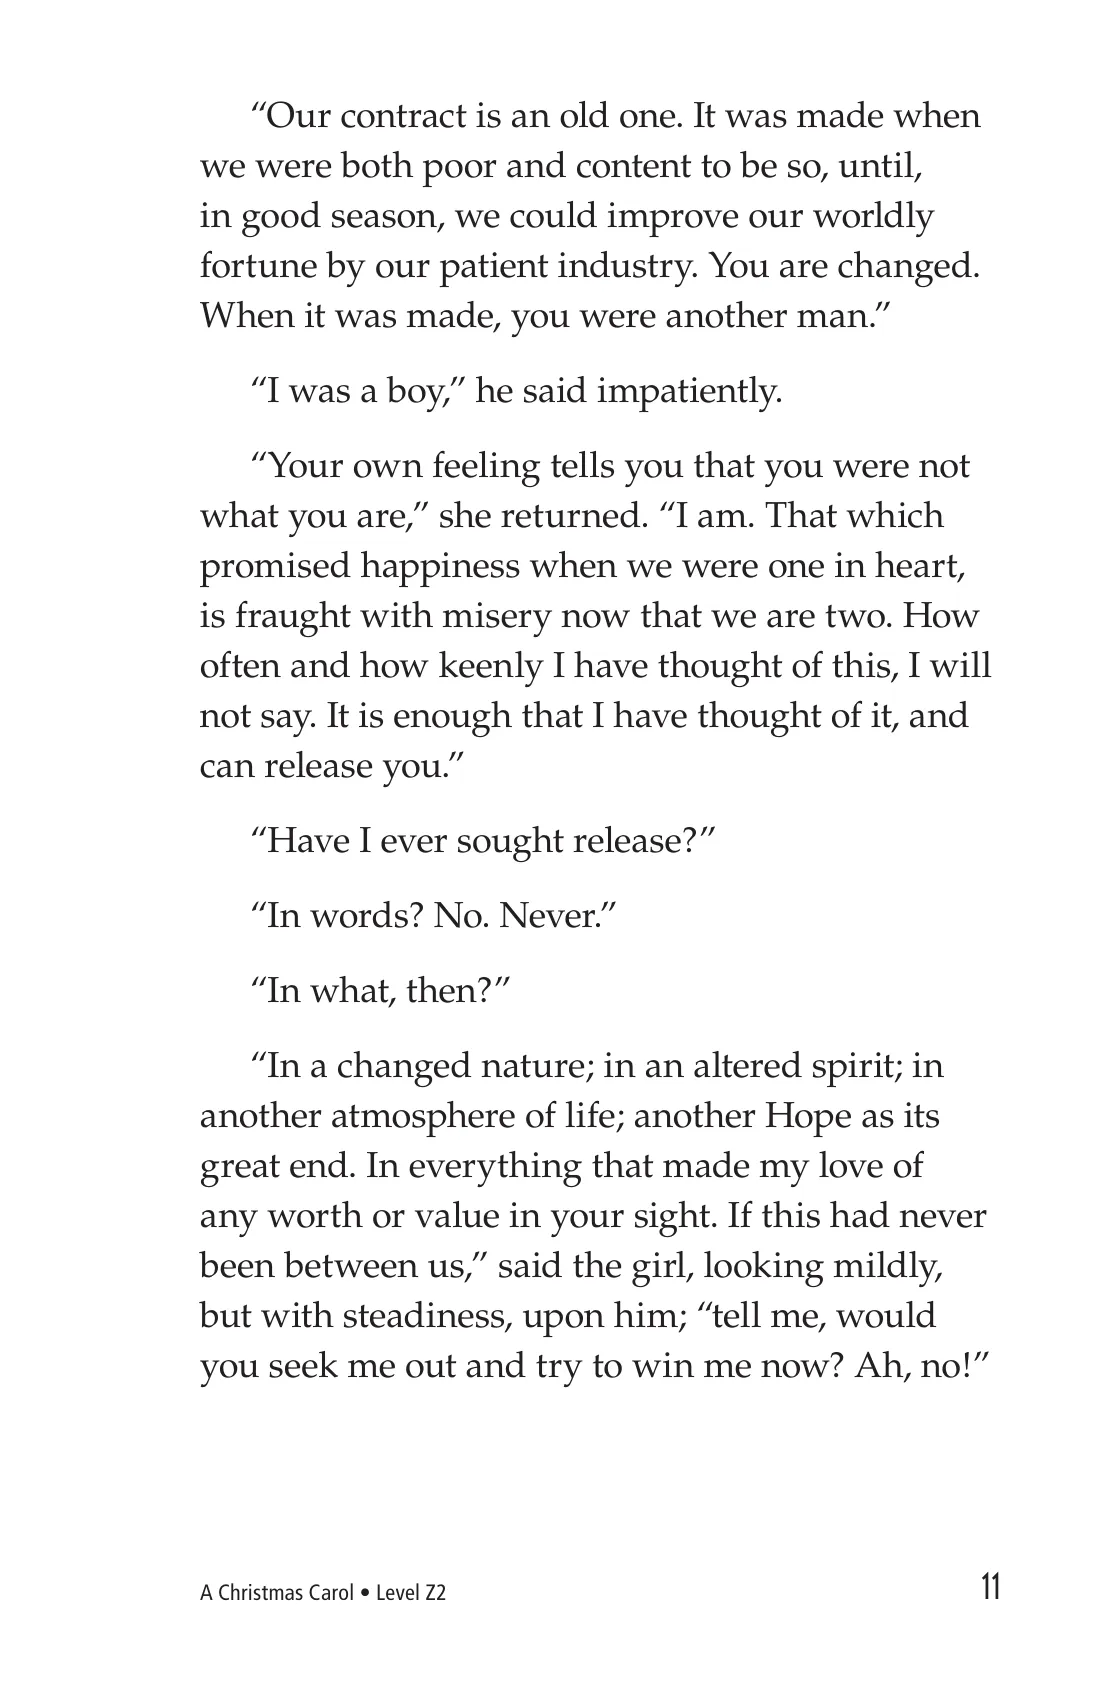 “Our contract is an old one. It was made when
we were both poor and content to be so, until,
in good season, we could improve our worldly
fortune by our patient industry. You are changed.
When it was made, you were another man.”
“I was a boy,” he said impatiently.
“Your own feeling tells you that you were not
what you are,” she returned. “I am. That which
promised happiness when we were one in heart,
is fraught with misery now that we are two. How
often and how keenly I have thought of this, I will
not say. It is enough that I have thought of it, and
can release you.”
“Have I ever sought release?”
“In words? No. Never.”
“In what, then?”
“In a changed nature; in an altered spirit; in
another atmosphere of life; another Hope as its
great end. In everything that made my love of
any worth or value in your sight. If this had never
been between us,” said the girl, looking mildly,
but with steadiness, upon him; “tell me, would
you seek me out and try to win me now? Ah, no!”
A Christmas Carol • Level Z2
11